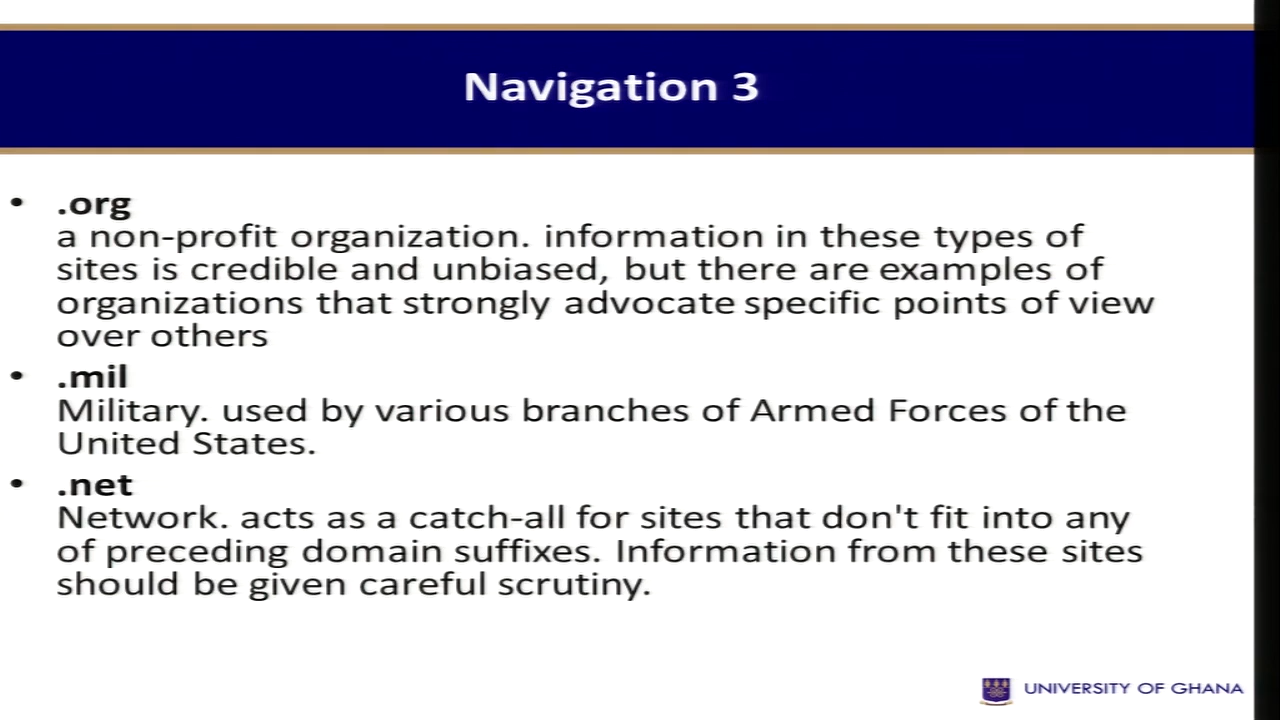 Navigation 3
• .org
a non-profit organization. information in these types of
sites is credible and unbiased, but there are examples of
organizations that strongly advocate specific points of view
over others
• .mil
Military. used by various branches of Armed Forces of the
United States.
• .net
Network. acts as a catch-all for sites that don't fit into any
of preceding domain suffixes. Information from these sites
should be given careful scrutiny.
UNIVERSITY OF GHANA